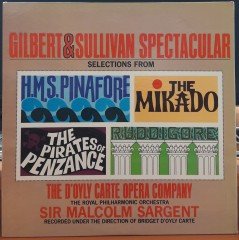 GILBERT & SULLIVAN SPECTACULAR
SELECTIONS FROM
H.M.S. PINAFORE
THE
MIKADO
THE
PIRATES OF
PENZANCE
RUDDIGORE
THE D'OYLY CARTE OPERA COMPANY
THE ROYAL PHILHARMONIC ORCHESTRA
SIR MALCOLM SARGENT
RECORDED UNDER THE DIRECTION OF BRIDGET D'OYLY CARTE